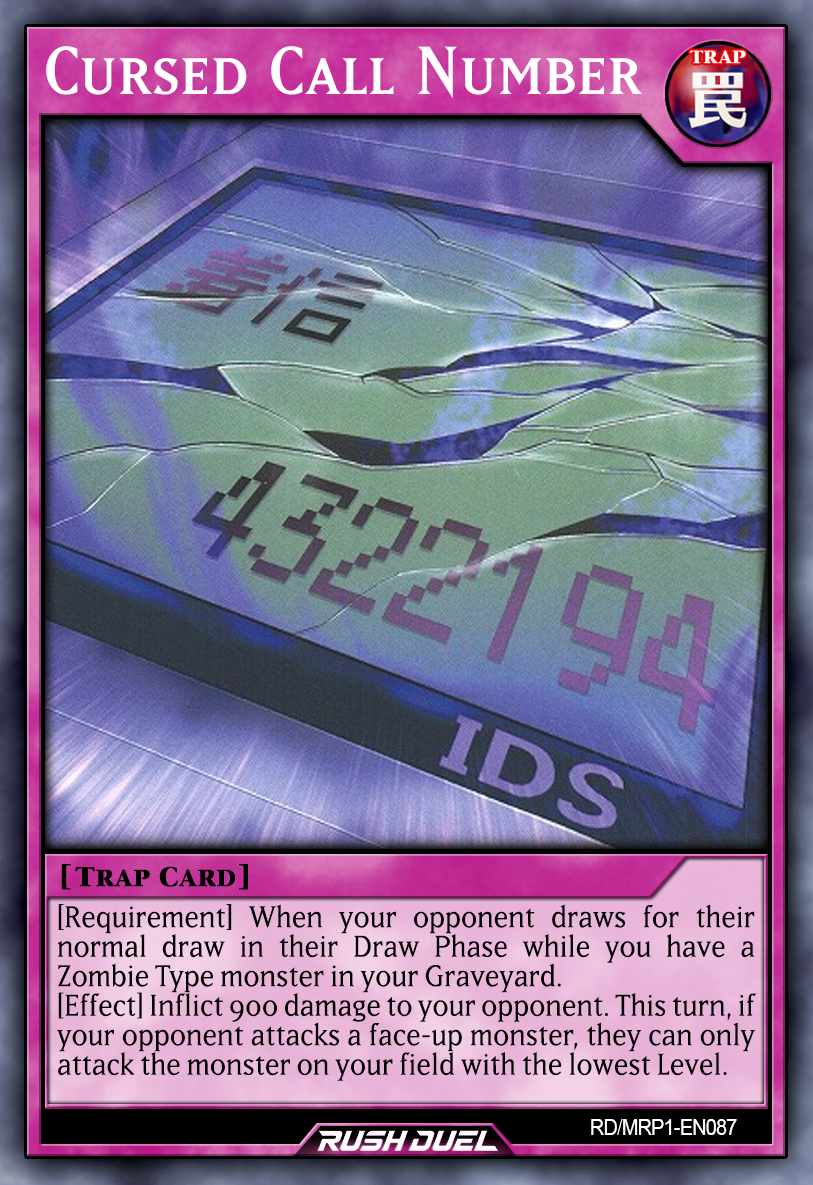 CURSED CALL NUMBER
TRAP
罠
着信
4322194
IDS
[TRAP CARD]
[Requirement] When your opponent draws for their
normal draw in their Draw Phase while you have a
Zombie Type monster in your Graveyard.
[Effect] Inflict 900 damage to your opponent. This turn, if
your opponent attacks a face-up monster, they can only
attack the monster on your field with the lowest Level.
RD/MRP1-EN087
RUSH DUEL